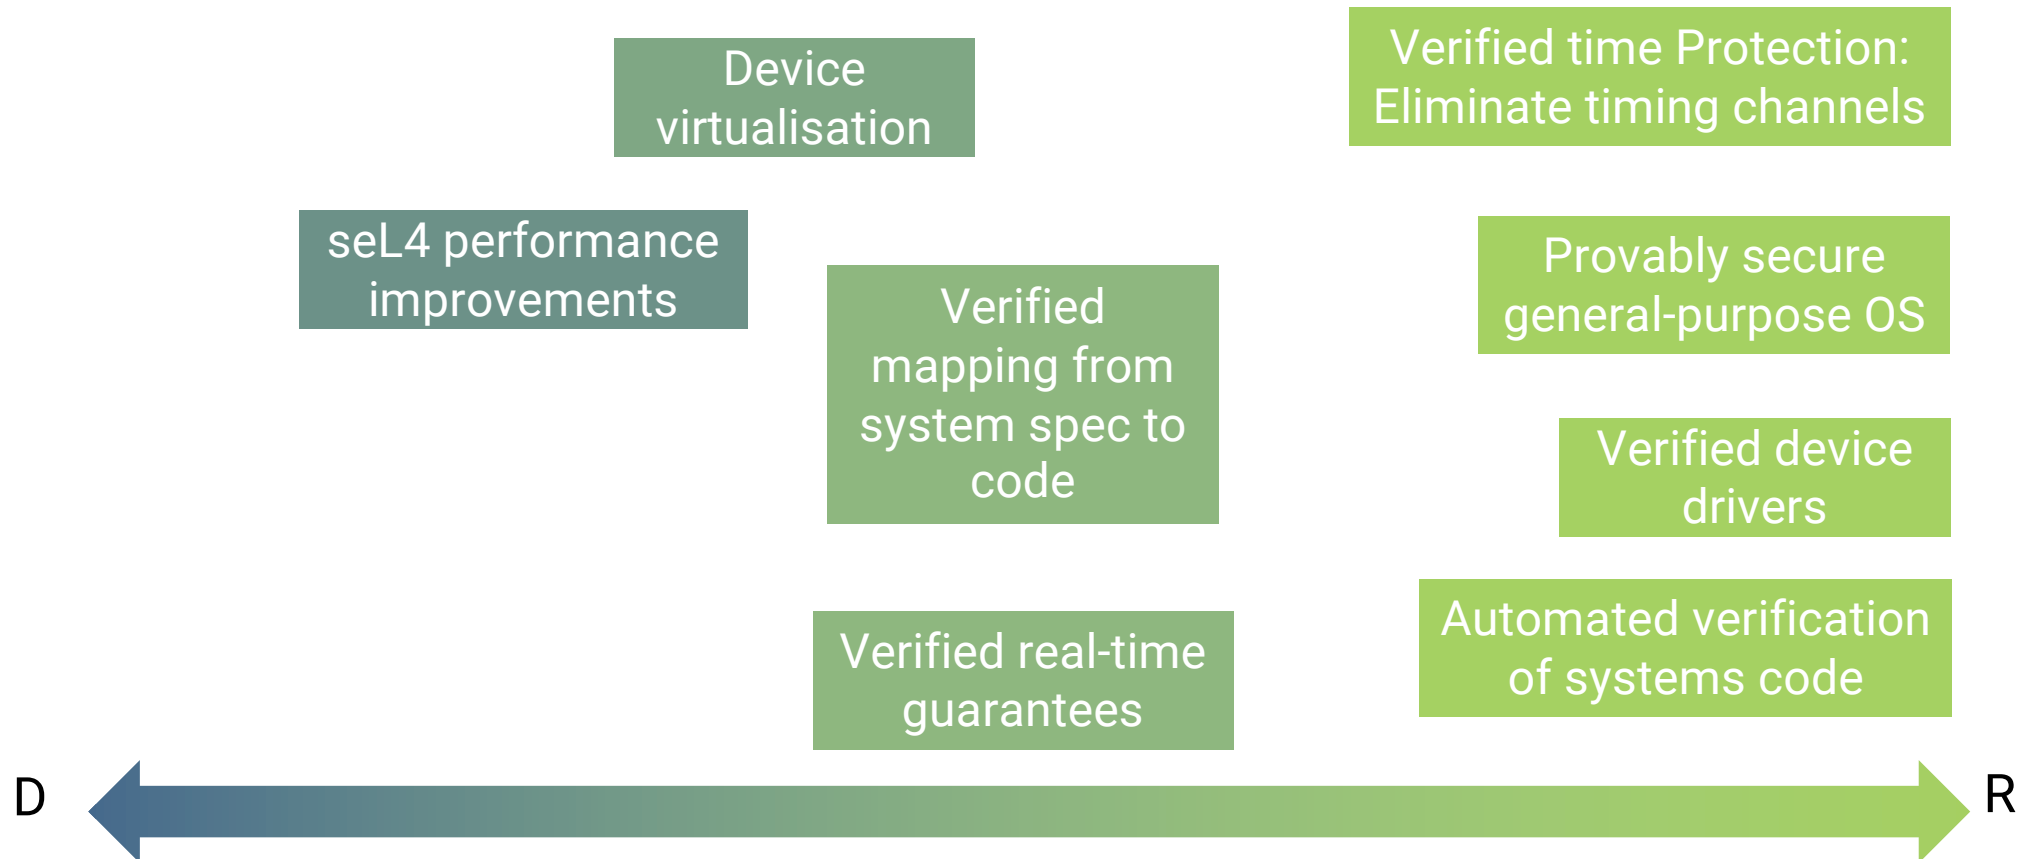 Device
virtualisation
Verified time Protection:
Eliminate timing channels
seL4 performance
improvements
Verified
mapping from
system spec to
code
Provably secure
general-purpose OS
Verified device
drivers
Verified real-time
guarantees
Automated verification
of systems code
D
R